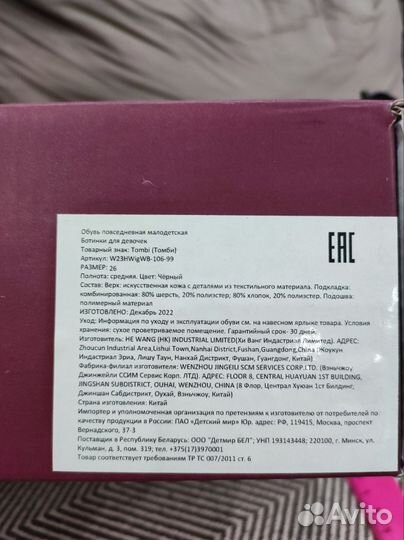 Обувь повседневная малодетская
Ботинки для девочек
Товарный знак: Tombi (Томби)
Артикул: W23HWigWB-106-99
РАЗМЕР: 26
Полнота: средняя. Цвет: Чёрный
Состав: Верх: искусственная кожа с деталями из текстильного материала. Подкладка:
комбинированная: 80% шерсть, 20% полиэстер; 80% хлопок, 20% полиэстер. Подошва:
полимерный материал
ИЗГОТОВЛЕНО: Декабрь 2022
Уход: Информация по уходу и эксплуатации обуви см. на навесном ярлыке товара. Условия
хранения: сухое проветриваемое помещение. Гарантийный срок- 30 дней.
Изготовитель: HE WANG (HK) INDUSTRIAL LIMITED(Хи Ванг Индастриал Лимитед). АДРЕС:
Zhoucun Industrial Area,Lishui Town,Nanhai District,Fushan,Guangdong,China (Жоукун
Индастриал Эриа, Лишу Таун, Нанхай Дистрикт, Фушан, Гуангдонг, Китай)
Фабрика-филиал изготовителя: WENZHOU JINGEILI SCM SERVICES CORP.LTD. (Вэньчжоу
Джинжейли ССИМ Сервис Корп. ЛТД). АДРЕС: FLOOR 8, CENTRAL HUAYUAN 1ST BUILDING,
JINGSHAN SUBDISTRICT, OUHAI, WENZHOU, CHINA (8 Флор, Централ Хуюан 1ст Билдинг,
Джиншан Сабдистрикт, Оухай, Вэньчжоу, Китай)
Страна изготовления: Китай
Импортер и уполномоченная организация по претензиям к изготовителю от потребителей по
качеству продукции в России: ПАО «Детский мир» Юр. адрес: РФ, 119415, Москва, проспект
Вернадского, 37-3
Поставщик в Республику Беларусь: ООО "Детмир БЕЛ"; УНП 193143448; 220100, г. Минск, ул.
Кульман, д. 3, пом. 319; тел. +375(17)3970001
Товар соответствует требованиям ТР ТС 007/2011 ст. 6
EAC
Avito